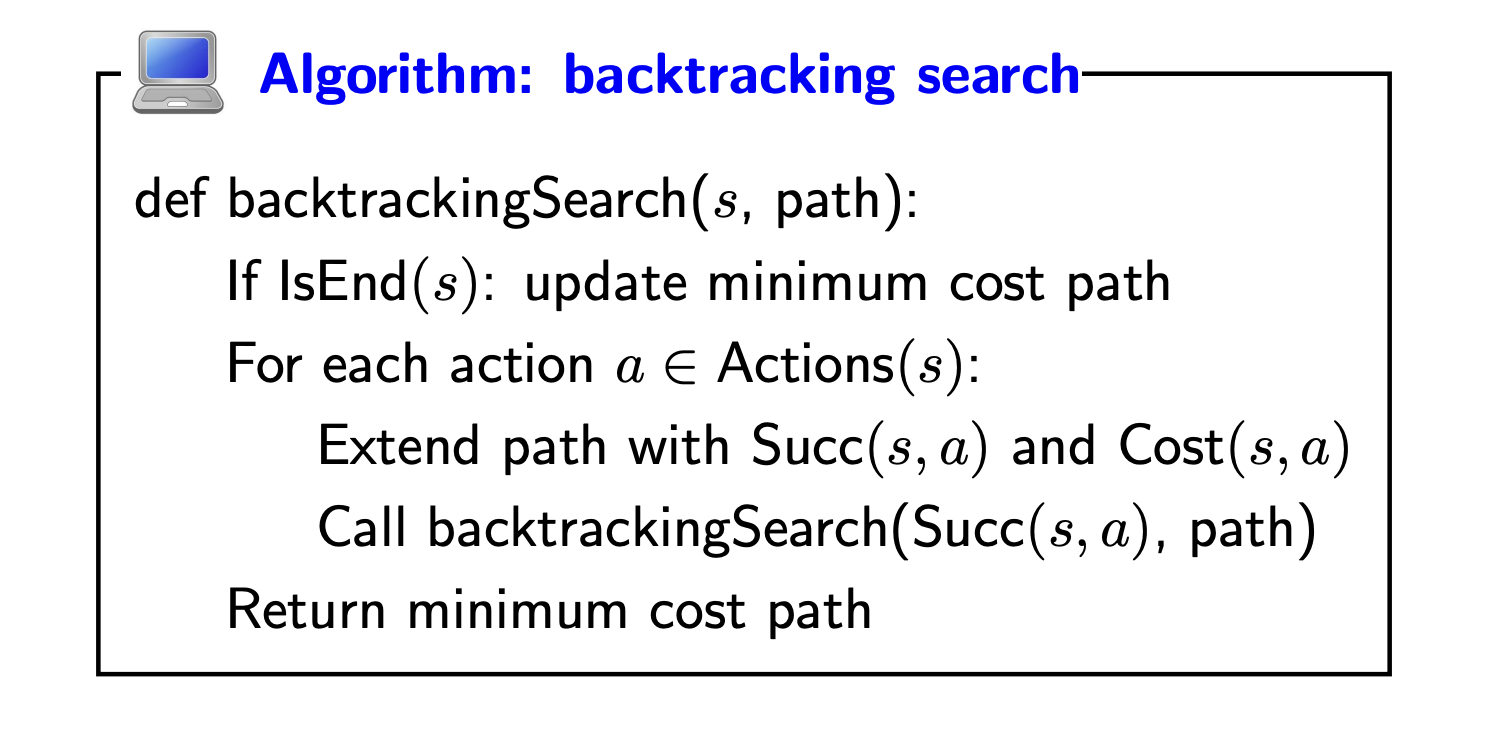 Algorithm: backtracking search
def backtrackingSearch(s, path):
If IsEnd(s): update minimum cost path
For each action a ∈ Actions(s):
Extend path with Succ(s, a) and Cost(s, a)
Call backtrackingSearch(Succ(s, a), path)
Return minimum cost path